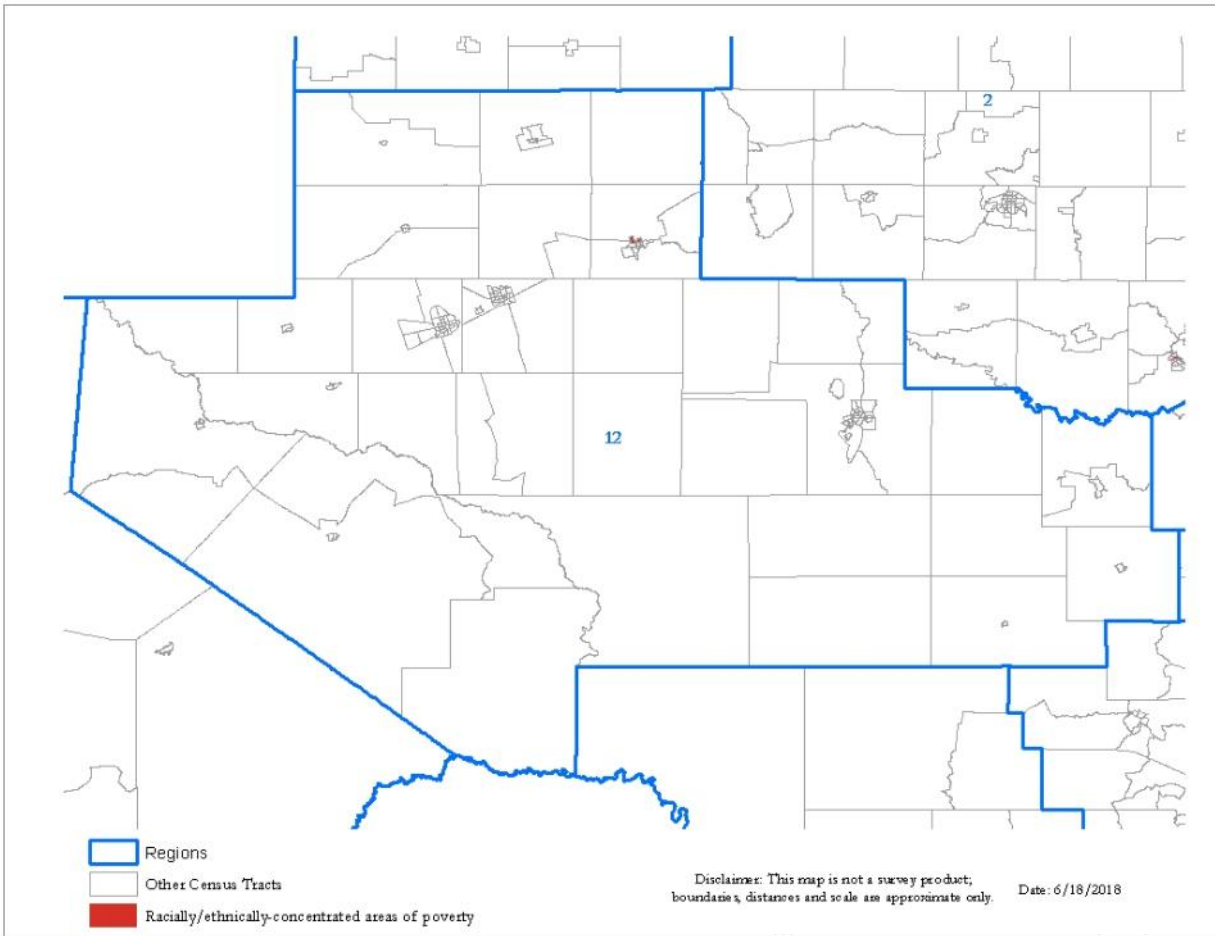 2
12
Regions
Other Census Tracts
Racially/ethnically-concentrated areas of poverty
Disclaimer: This map is not a survey product;
boundaries, distances and scale are approximate only.
Date: 6/18/2018